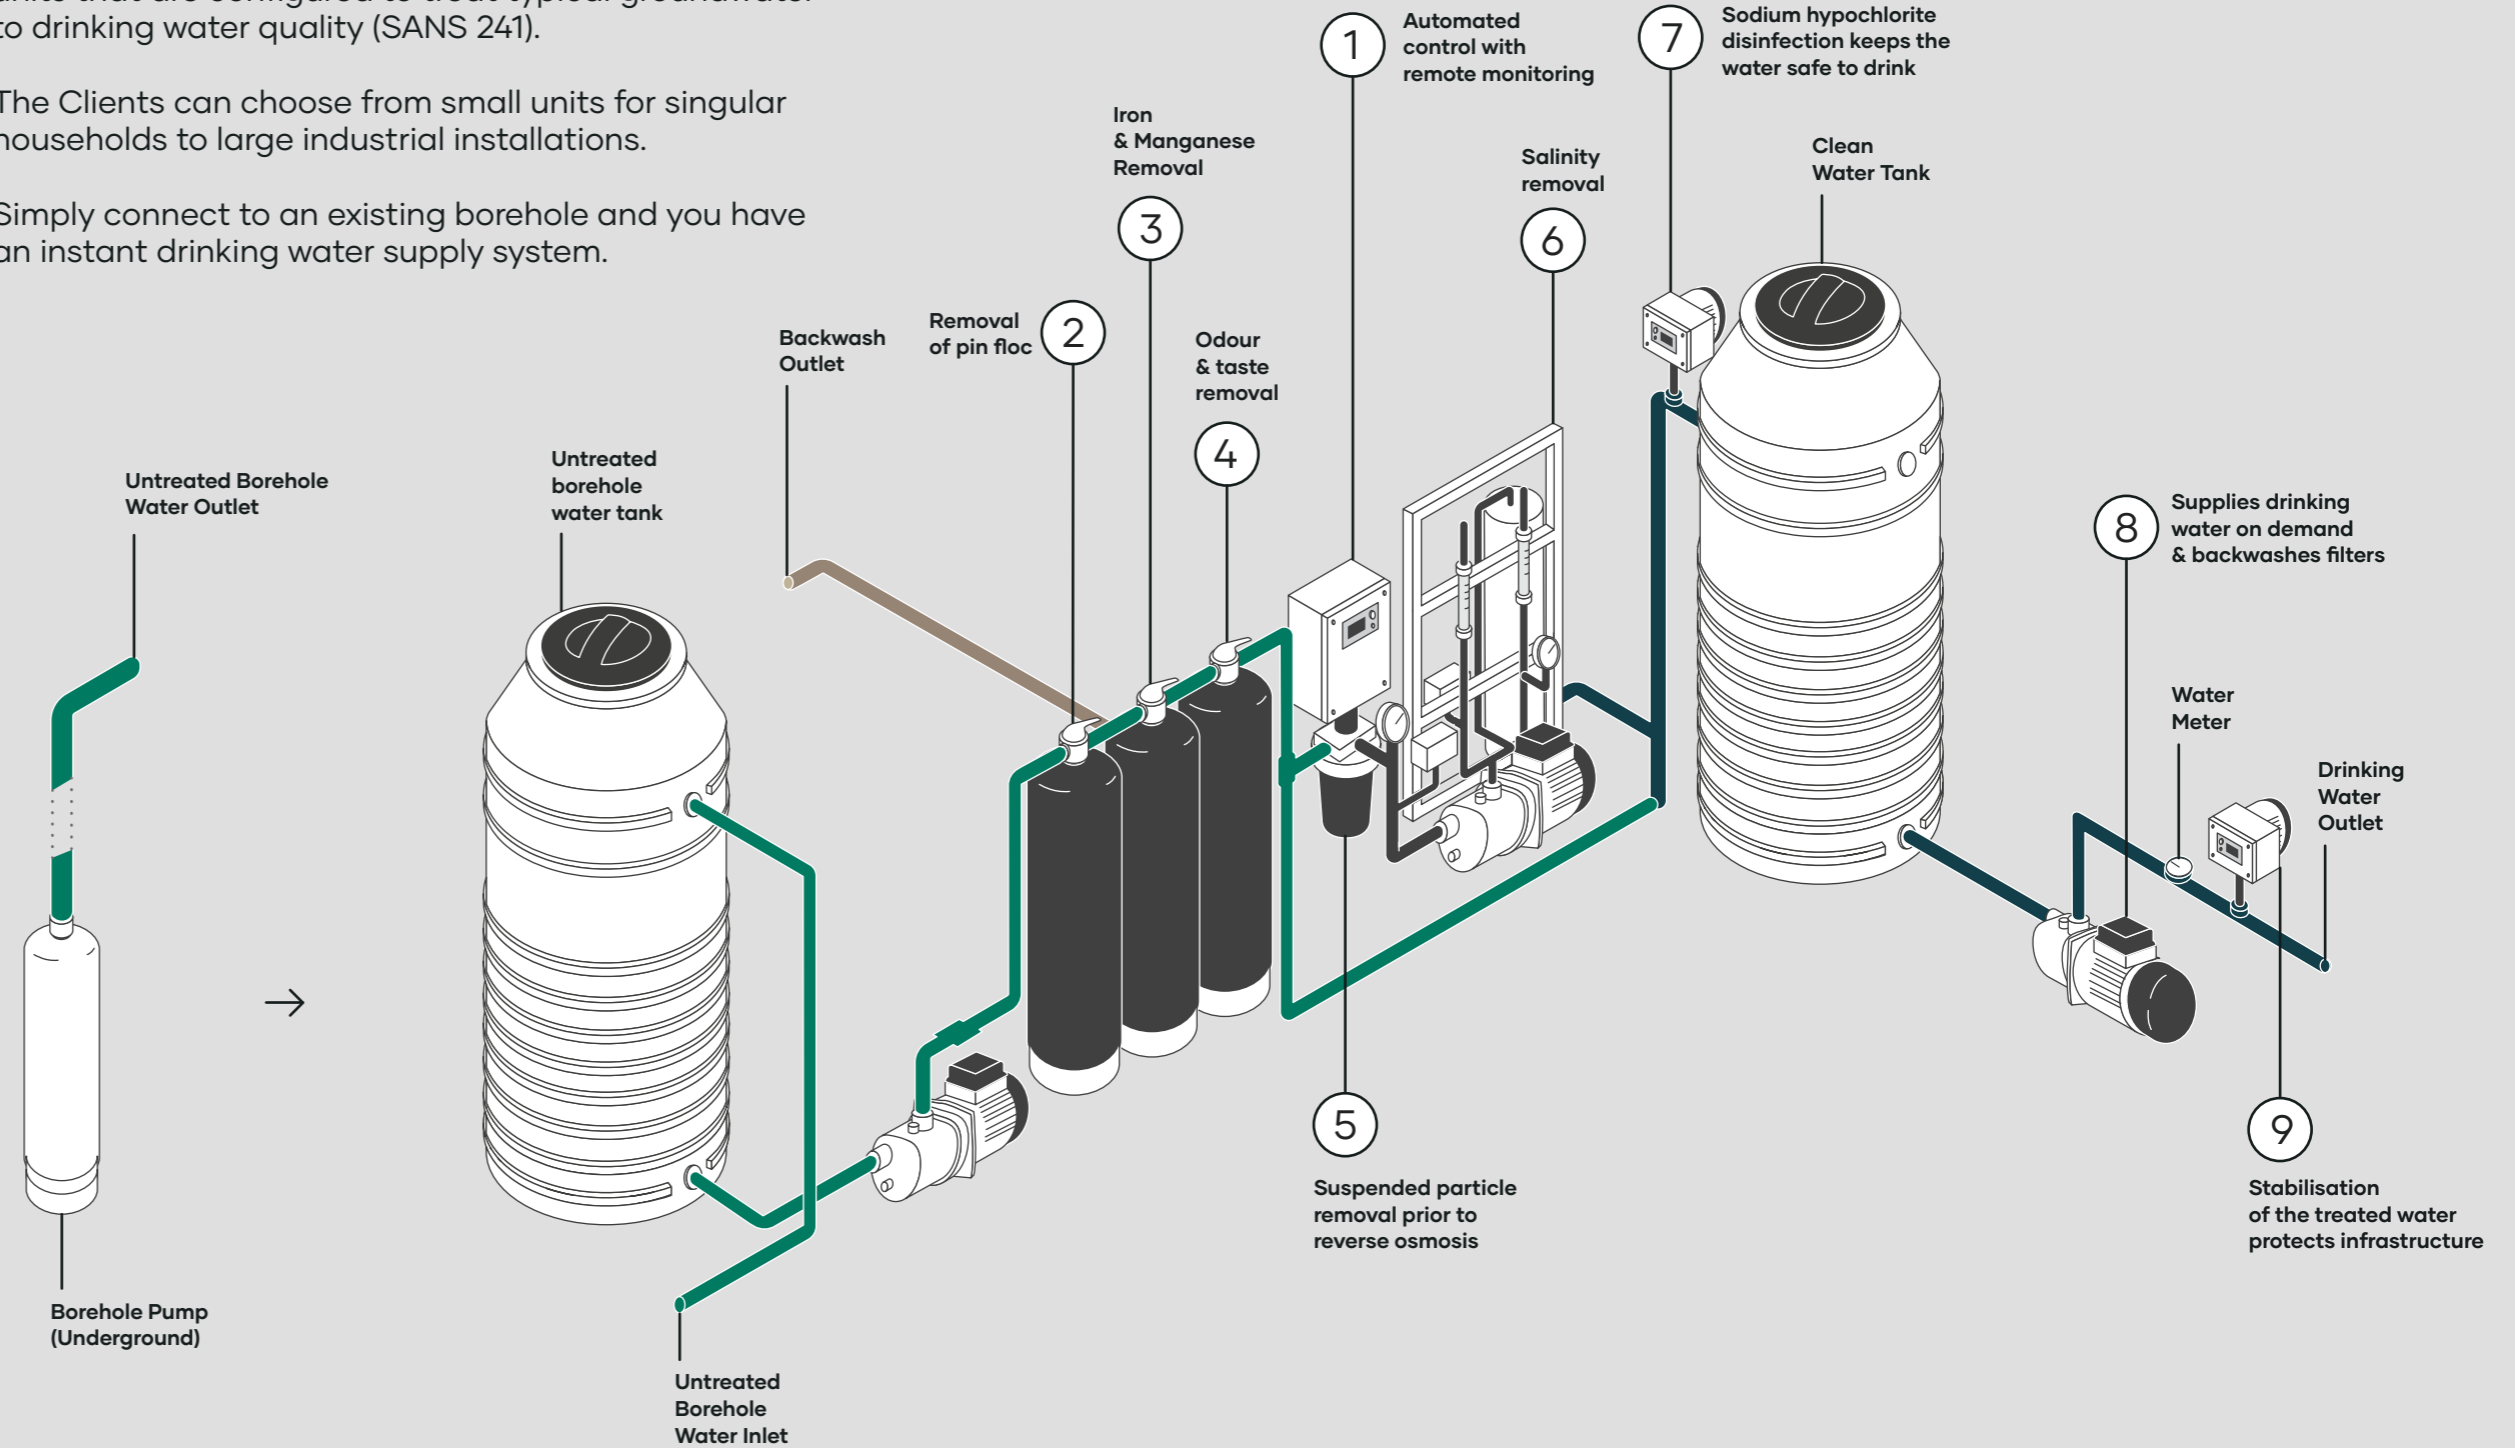 to drinking water quality (SANS 241).
The Clients can choose from small units for singular
households to large industrial installations.
Simply connect to an existing borehole and you have
an instant drinking water supply system.
1
Automated
control with
remote monitoring
7
Sodium hypochlorite
disinfection keeps the
water safe to drink
Iron
& Manganese
Removal
3
Salinity
removal
6
Clean
Water Tank
Backwash
Outlet
Removal
of pin floc
2
Odour
& taste
removal
4
Untreated Borehole
Water Outlet
Untreated
borehole
water tank
8
Supplies drinking
water on demand
& backwashes filters
Water
Meter
Drinking
Water
Outlet
5
Suspended particle
removal prior to
reverse osmosis
9
Stabilisation
of the treated water
protects infrastructure
Borehole Pump
(Underground)
Untreated
Borehole
Water Inlet